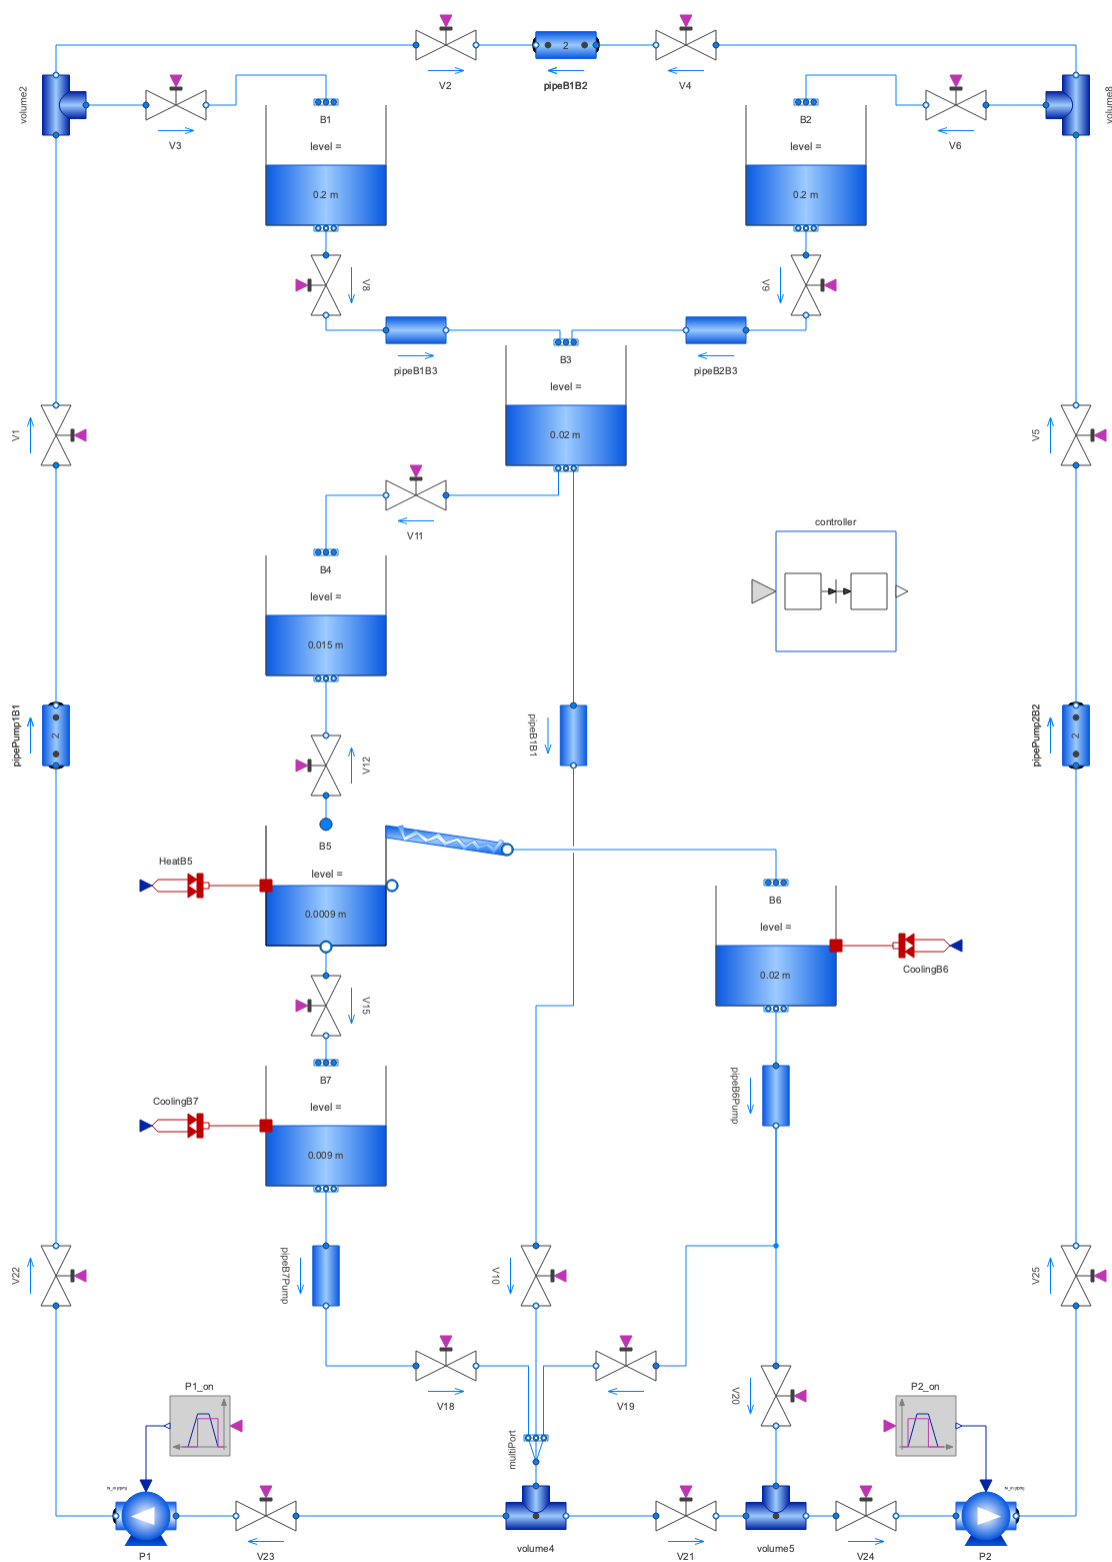 2
V2
pipeB1B2
V4
volume2
volume8
V3
B1
level =
0.2 m
B2
level =
0.2 m
V6
V8
V9
pipeB1B3
B3
level =
0.02 m
pipeB2B3
V1
V5
V11
controller
B4
level =
0.015 m
pipePump1B1
2
pipeB1B1
pipePump2B2
2
V12
B5
level =
0.0009 m
HeatB5
B6
level =
0.02 m
CoolingB6
V15
B7
level =
0.009 m
CoolingB7
pipeB6Pump
V22
pipeB7Pump
V10
V25
V18
V19
V20
P1_on
P2_on
multiPort
P1
V23
volume4
V21
volume5
V24
P2